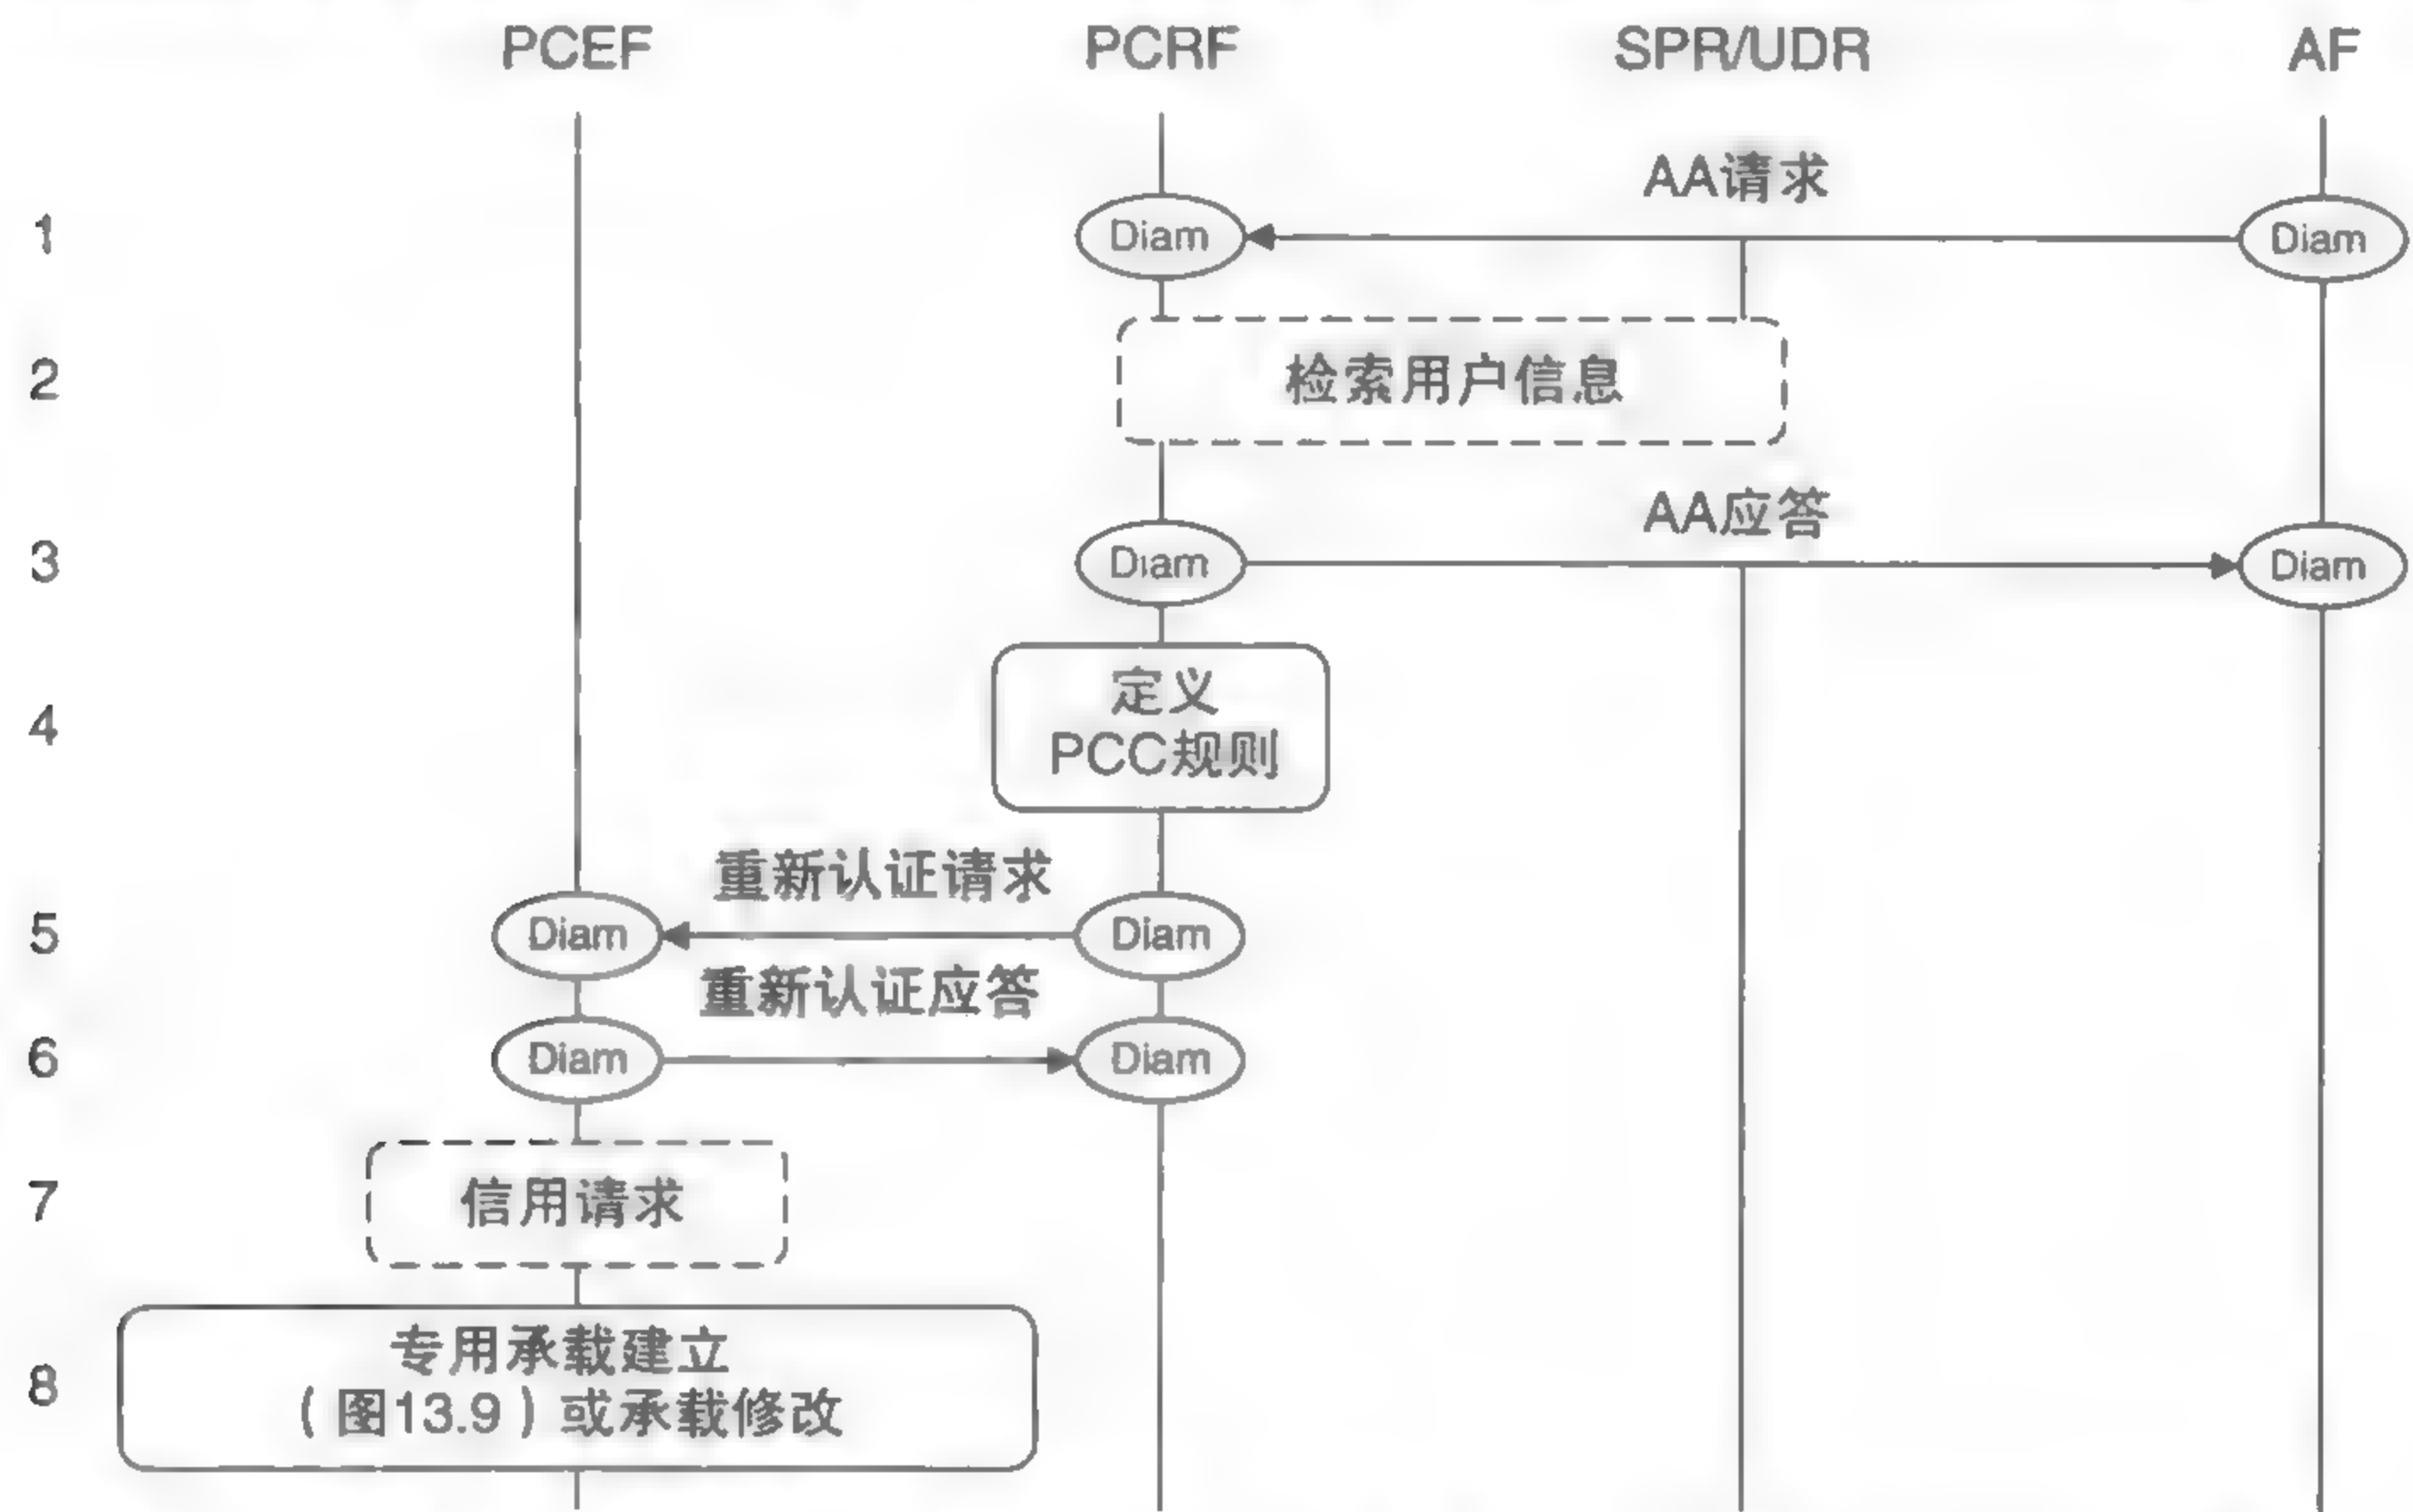 PCEF PCRF SPR/UDR AF
AA请求
1 Diam Diam
2 检索用户信息
AA应答
3 Diam Diam
定义
4
PCC规则
重新认证请求
5 Diam Diam
重新认证应答
6 Diam Diam
7 信用请求
专用承载建立
8
(图13.9)或承载修改